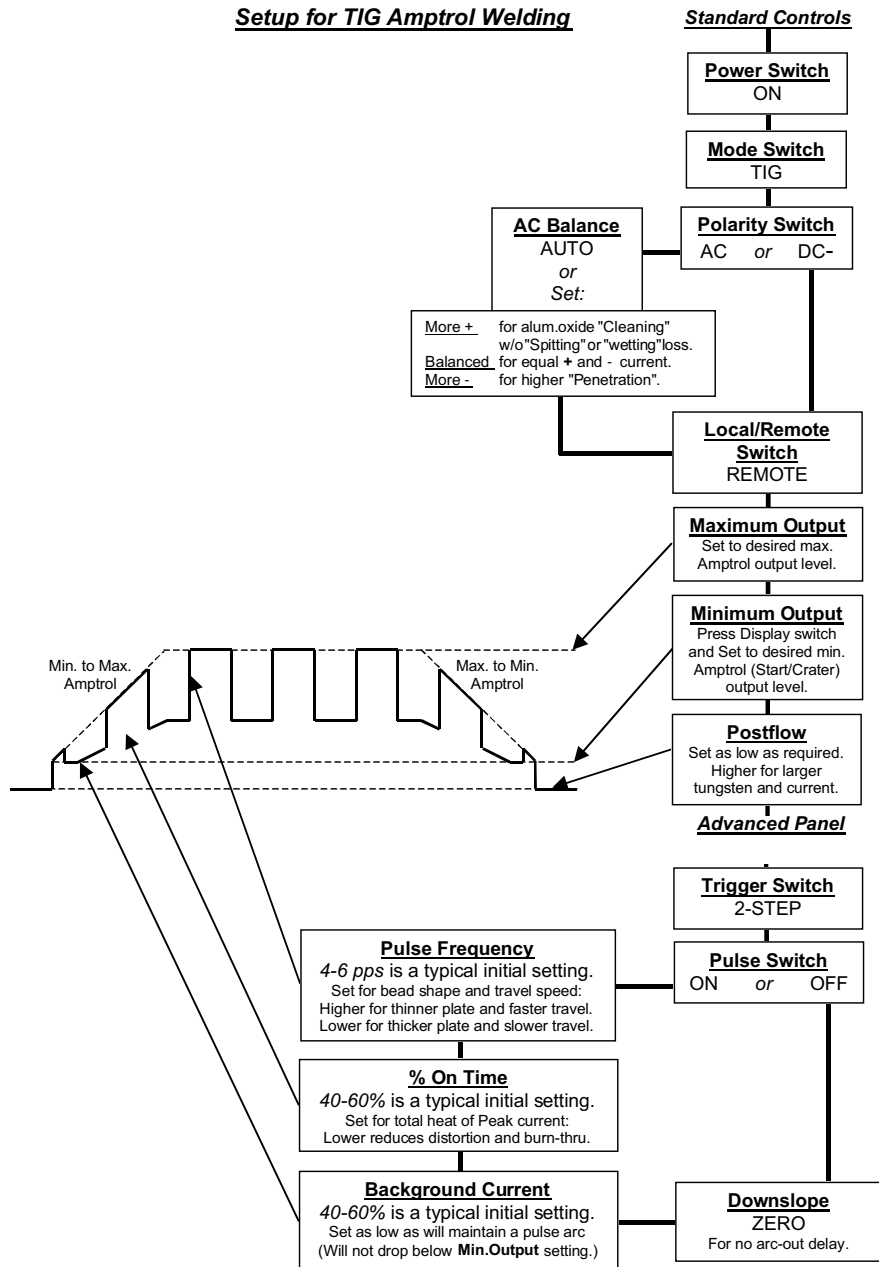 Setup for TIG Amptrol Welding
Standard Controls
Power Switch
ON
Mode Switch
TIG
Polarity Switch
AC or DC-
AC Balance
AUTO
or
Set:
More + for alum.oxide "Cleaning"
w/o "Spitting" or "wetting" loss.
Balanced for equal + and - current.
More - for higher "Penetration".
Local/Remote
Switch
REMOTE
Maximum Output
Set to desired max.
Amptrol output level.
Minimum Output
Press Display switch
and Set to desired min.
Amptrol (Start/Crater)
output level.
Min. to Max.
Amptrol
Max. to Min.
Amptrol
Postflow
Set as low as required.
Higher for larger
tungsten and current.
Advanced Panel
Trigger Switch
2-STEP
Pulse Switch
ON or OFF
Pulse Frequency
4-6 pps is a typical initial setting.
Set for bead shape and travel speed:
Higher for thinner plate and faster travel.
Lower for thicker plate and slower travel.
% On Time
40-60% is a typical initial setting.
Set for total heat of Peak current:
Lower reduces distortion and burn-thru.
Background Current
40-60% is a typical initial setting.
Set as low as will maintain a pulse arc
(Will not drop below Min.Output setting.)
Downslope
ZERO
For no arc-out delay.